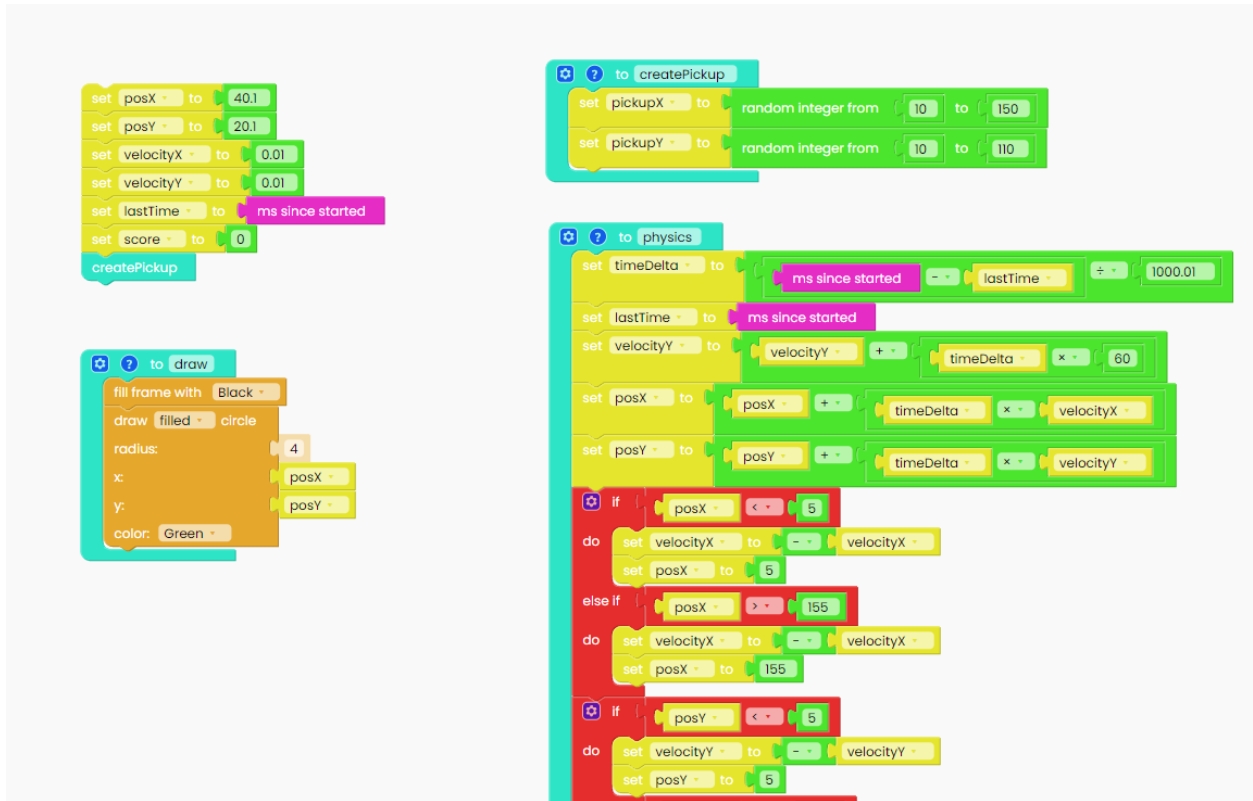 set posX to 40.1
set posY to 20.1
set velocityX to 0.01
set velocityY to 0.01
set lastTime to ms since started
set score to 0
createPickup
? to draw
fill frame with Black
draw filled circle
radius: 4
x: posX
y: posY
color: Green
? to createPickup
set pickupX to random integer from 10 to 150
set pickupY to random integer from 10 to 110
? to physics
set timeDelta to ms since started - lastTime ÷ 1000.01
set lastTime to ms since started
set velocityY to velocityY + timeDelta × 60
set posX to posX + timeDelta × velocityX
set posY to posY + timeDelta × velocityY
if posX < 5
do set velocityX to - velocityX
set posX to 5
else if posX > 155
do set velocityX to - velocityX
set posX to 155
if posY < 5
do set velocityY to - velocityY
set posY to 5